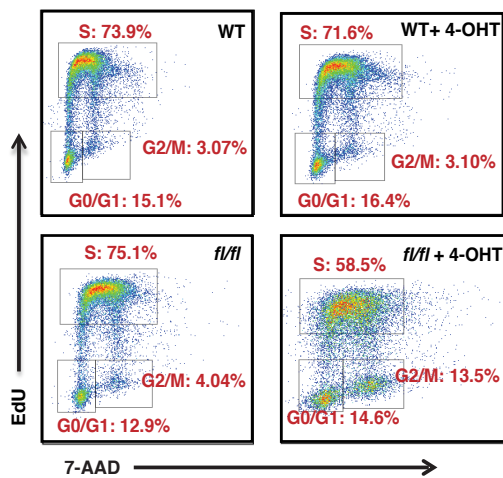 S: 73.9%
WT
G2/M: 3.07%
G0/G1: 15.1%
S: 71.6%
WT+ 4-OHT
G2/M: 3.10%
G0/G1: 16.4%
S: 75.1%
fl/fl
G2/M: 4.04%
G0/G1: 12.9%
S: 58.5%
fl/fl + 4-OHT
G2/M: 13.5%
G0/G1: 14.6%
EdU
7-AAD